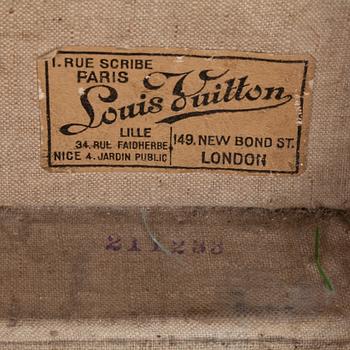 1. RUE SCRIBE
PARIS
Louis Vuitton
LILLE
34. RUE FAIDHERBE
NICE 4. JARDIN PUBLIC
149. NEW BOND ST.
LONDON
211233